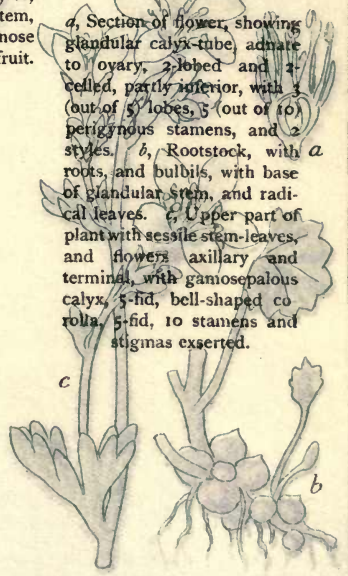 tem,
nose
fruit.
a, Section of flower, showing
glandular calyx-tube, adnate
to ovary, 2-lobed and 2-
celled, partly inferior, with 3
(out of 5) lobes, 5 (out of 10)
perigynous stamens, and 2
styles. b, Rootstock, with
roots, and bulbils, with base
of glandular stem, and radi-
cal leaves. c, Upper part of
plant with sessile stem-leaves,
and flowers axillary and
terminal, with gamosepalous
calyx, 5-fid, bell-shaped co
rolla, 5-fid, 10 stamens and
stigmas exserted.
a
c
b